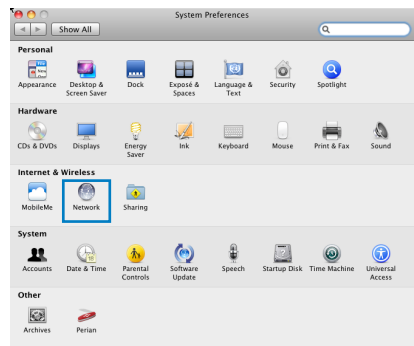 System Preferences
Show All
Personal
Appearance Desktop & Screen Saver Dock Exposé & Spaces Language & Text Security Spotlight
Hardware
CDs & DVDs Displays Energy Saver Ink Keyboard Mouse Print & Fax Sound
Internet & Wireless
MobileMe Network Sharing
System
Accounts Date & Time Parental Controls Software Update Speech Startup Disk Time Machine Universal Access
Other
Archives Perian